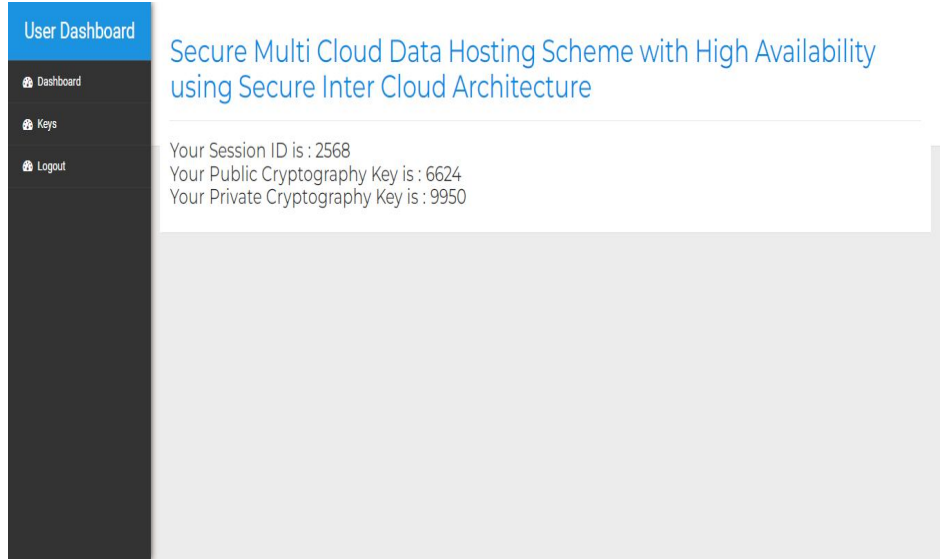 User Dashboard
Dashboard
Keys
Logout
Secure Multi Cloud Data Hosting Scheme with High Availability
using Secure Inter Cloud Architecture
Your Session ID is : 2568
Your Public Cryptography Key is : 6624
Your Private Cryptography Key is : 9950